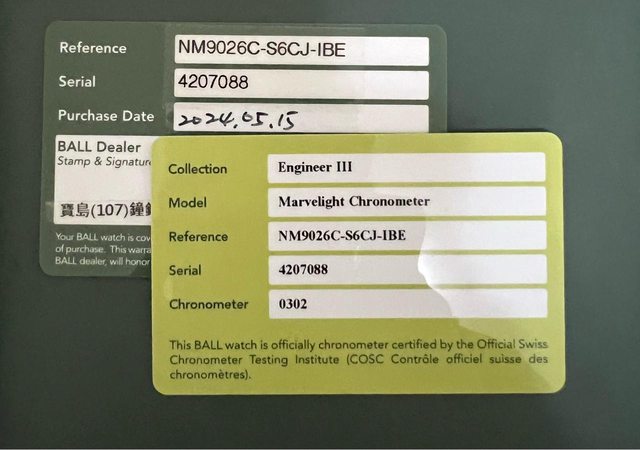 Reference NM9026C-S6CJ-IBE
Serial 4207088
Purchase Date 2024.05.15
BALL Dealer
Stamp & Signature
寶島(107)鐘錶
Your BALL watch is cov
of purchase. This warra
BALL dealer, will honor
Collection Engineer III
Model Marvelight Chronometer
Reference NM9026C-S6CJ-IBE
Serial 4207088
Chronometer 0302
This BALL watch is officially chronometer certified by the Official Swiss
Chronometer Testing Institute (COSC Contrôle officiel suisse des
chronomètres).